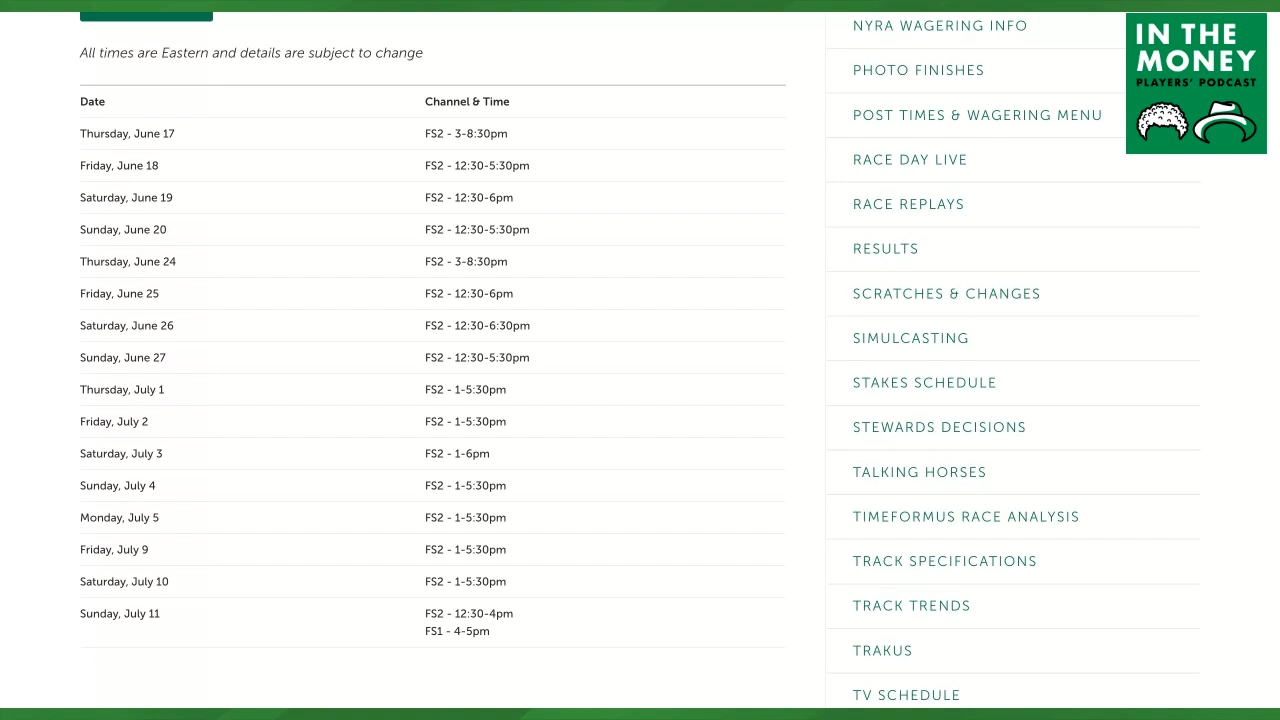 All times are Eastern and details are subject to change
Date Channel & Time
Thursday, June 17 FS2 - 3-8:30pm
Friday, June 18 FS2 - 12:30-5:30pm
Saturday, June 19 FS2 - 12:30-6pm
Sunday, June 20 FS2 - 12:30-5:30pm
Thursday, June 24 FS2 - 3-8:30pm
Friday, June 25 FS2 - 12:30-6pm
Saturday, June 26 FS2 - 12:30-6:30pm
Sunday, June 27 FS2 - 12:30-5:30pm
Thursday, July 1 FS2 - 1-5:30pm
Friday, July 2 FS2 - 1-5:30pm
Saturday, July 3 FS2 - 1-6pm
Sunday, July 4 FS2 - 1-5:30pm
Monday, July 5 FS2 - 1-5:30pm
Friday, July 9 FS2 - 1-5:30pm
Saturday, July 10 FS2 - 1-5:30pm
Sunday, July 11 FS2 - 12:30-4pm
FS1 - 4-5pm
NYRA WAGERING INFO
PHOTO FINISHES
POST TIMES & WAGERING MENU
RACE DAY LIVE
RACE REPLAYS
RESULTS
SCRATCHES & CHANGES
SIMULCASTING
STAKES SCHEDULE
STEWARDS DECISIONS
TALKING HORSES
TIMEFORMUS RACE ANALYSIS
TRACK SPECIFICATIONS
TRACK TRENDS
TRAKUS
TV SCHEDULE
IN THE
MONEY
PLAYERS' PODCAST